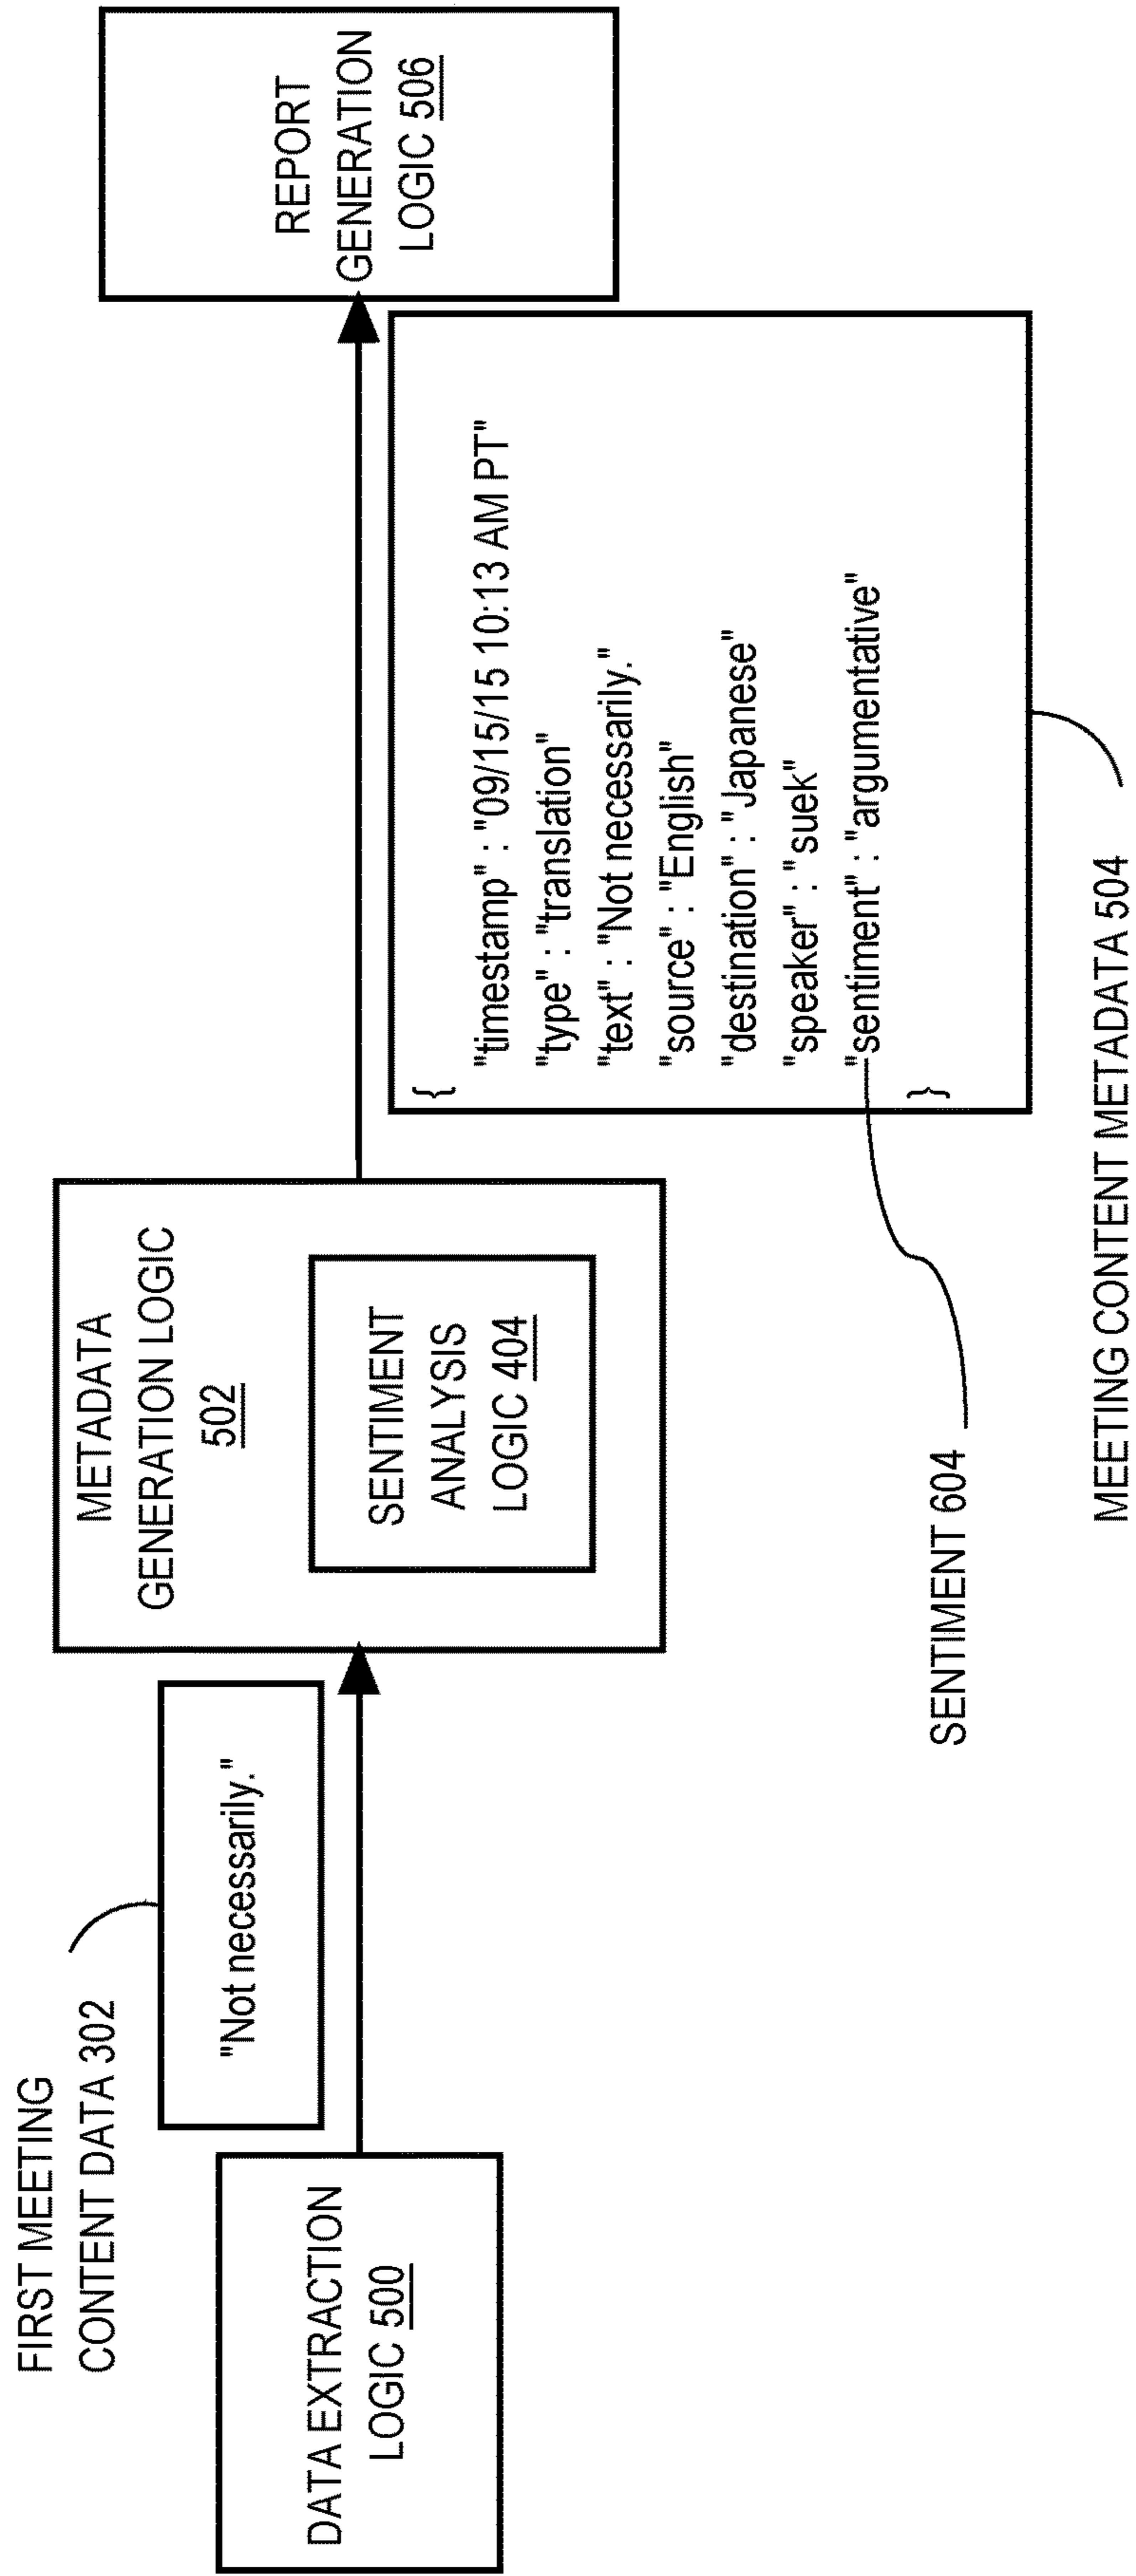 FIRST MEETING
CONTENT DATA 302
DATA EXTRACTION
LOGIC 500
"Not necessarily."
METADATA
GENERATION LOGIC
502
SENTIMENT
ANALYSIS
LOGIC 404
REPORT
GENERATION
LOGIC 506
{
"timestamp" : "09/15/15 10:13 AM PT"
"type" : "translation"
"text" : "Not necessarily."
"source" : "English"
"destination" : "Japanese"
"speaker" : "suek"
"sentiment" : "argumentative"
}
SENTIMENT 604
MEETING CONTENT METADATA 504